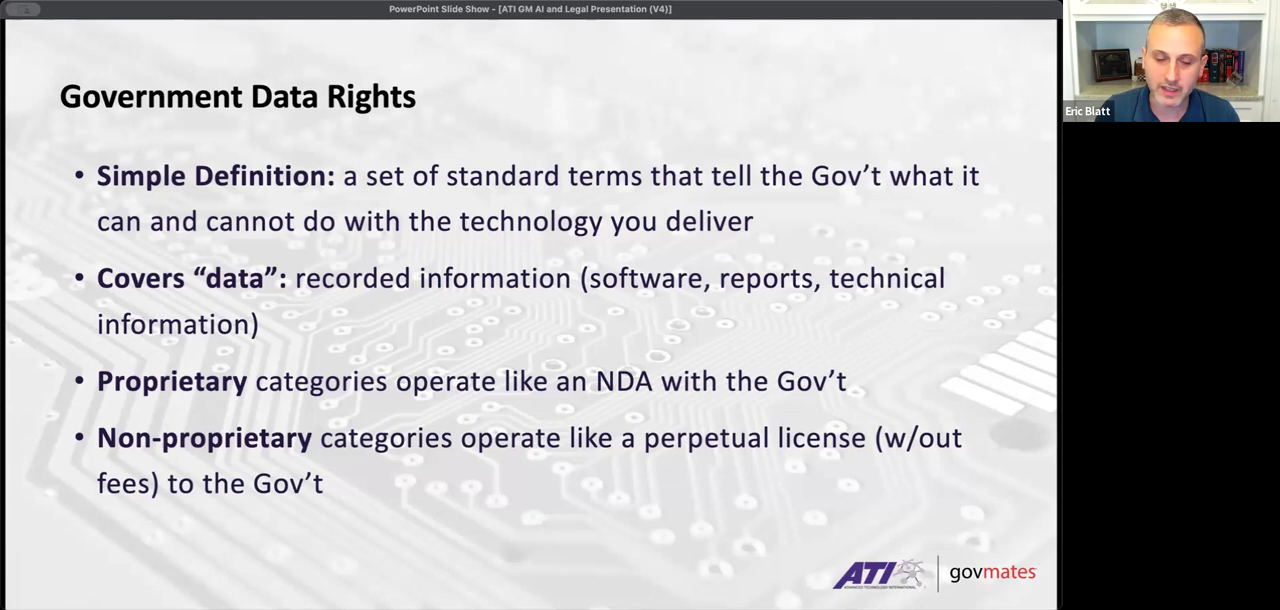 PowerPoint Slide Show - [ATI GM AI and Legal Presentation (V4)]
Government Data Rights
• Simple Definition: a set of standard terms that tell the Gov’t what it
can and cannot do with the technology you deliver
• Covers “data”: recorded information (software, reports, technical
information)
• Proprietary categories operate like an NDA with the Gov’t
• Non-proprietary categories operate like a perpetual license (w/out
fees) to the Gov’t
ATI
ADVANCED TECHNOLOGY INTERNATIONAL
govmates
Eric Blatt